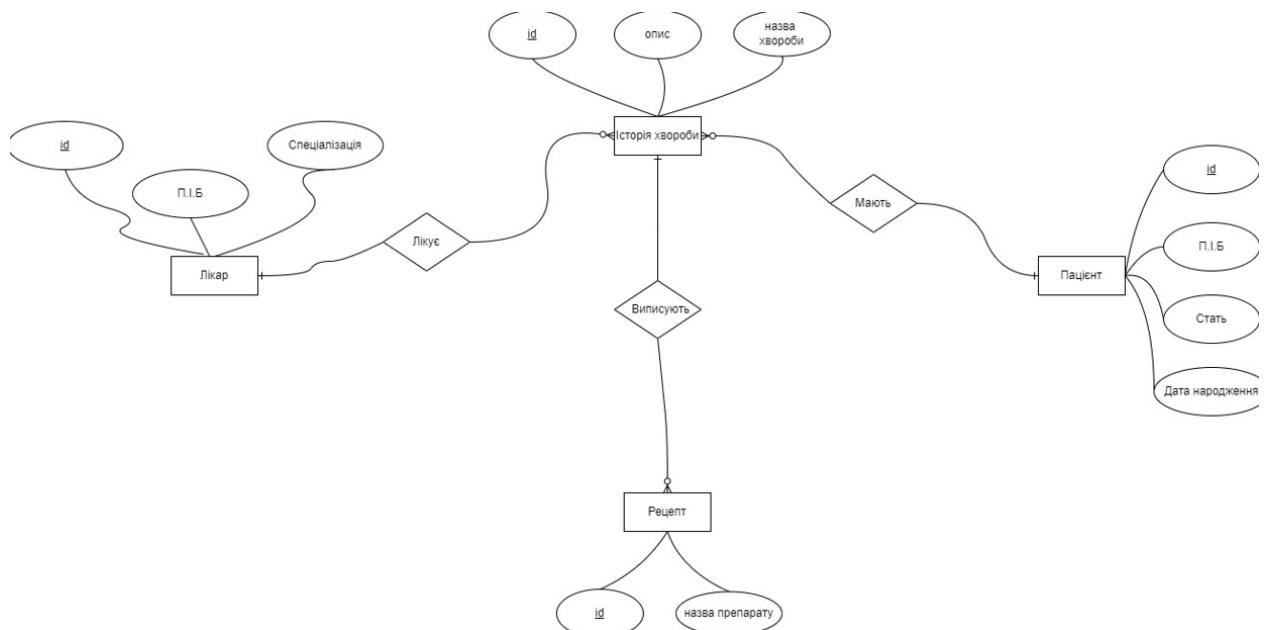 id
опис
назва
хвороби
id
П.І.Б
Спеціалізація
Історія хвороби
id
П.І.Б
Стать
Дата народження
Мають
Лікує
Лікар
Пацієнт
Виписують
Рецепт
id
назва препарату